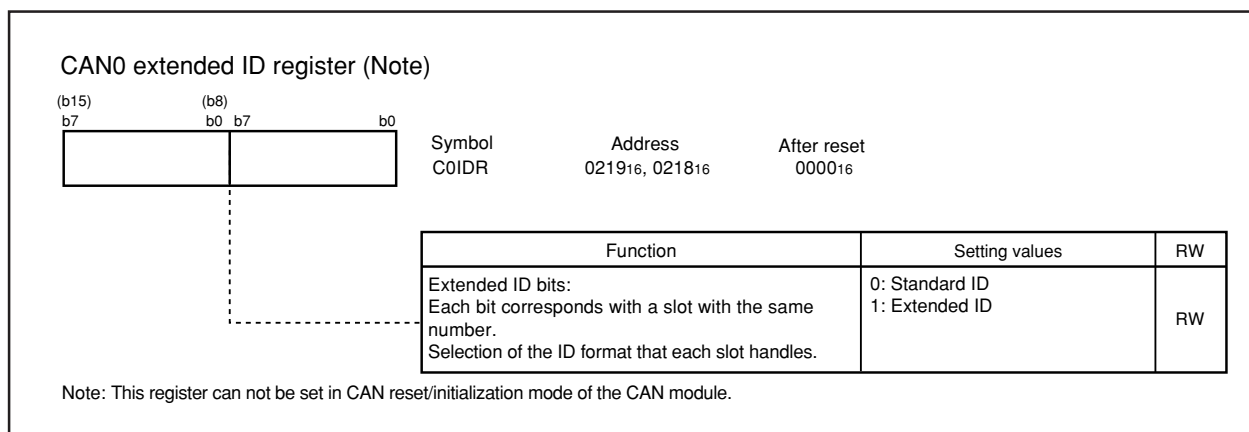 CAN0 extended ID register (Note)
(b15) (b8)
b7 b0 b7 b0
Symbol Address After reset
C0IDR 021916, 021816 000016
Function Setting values RW
Extended ID bits: 0: Standard ID
Each bit corresponds with a slot with the same 1: Extended ID
number. RW
Selection of the ID format that each slot handles.
Note: This register can not be set in CAN reset/initialization mode of the CAN module.